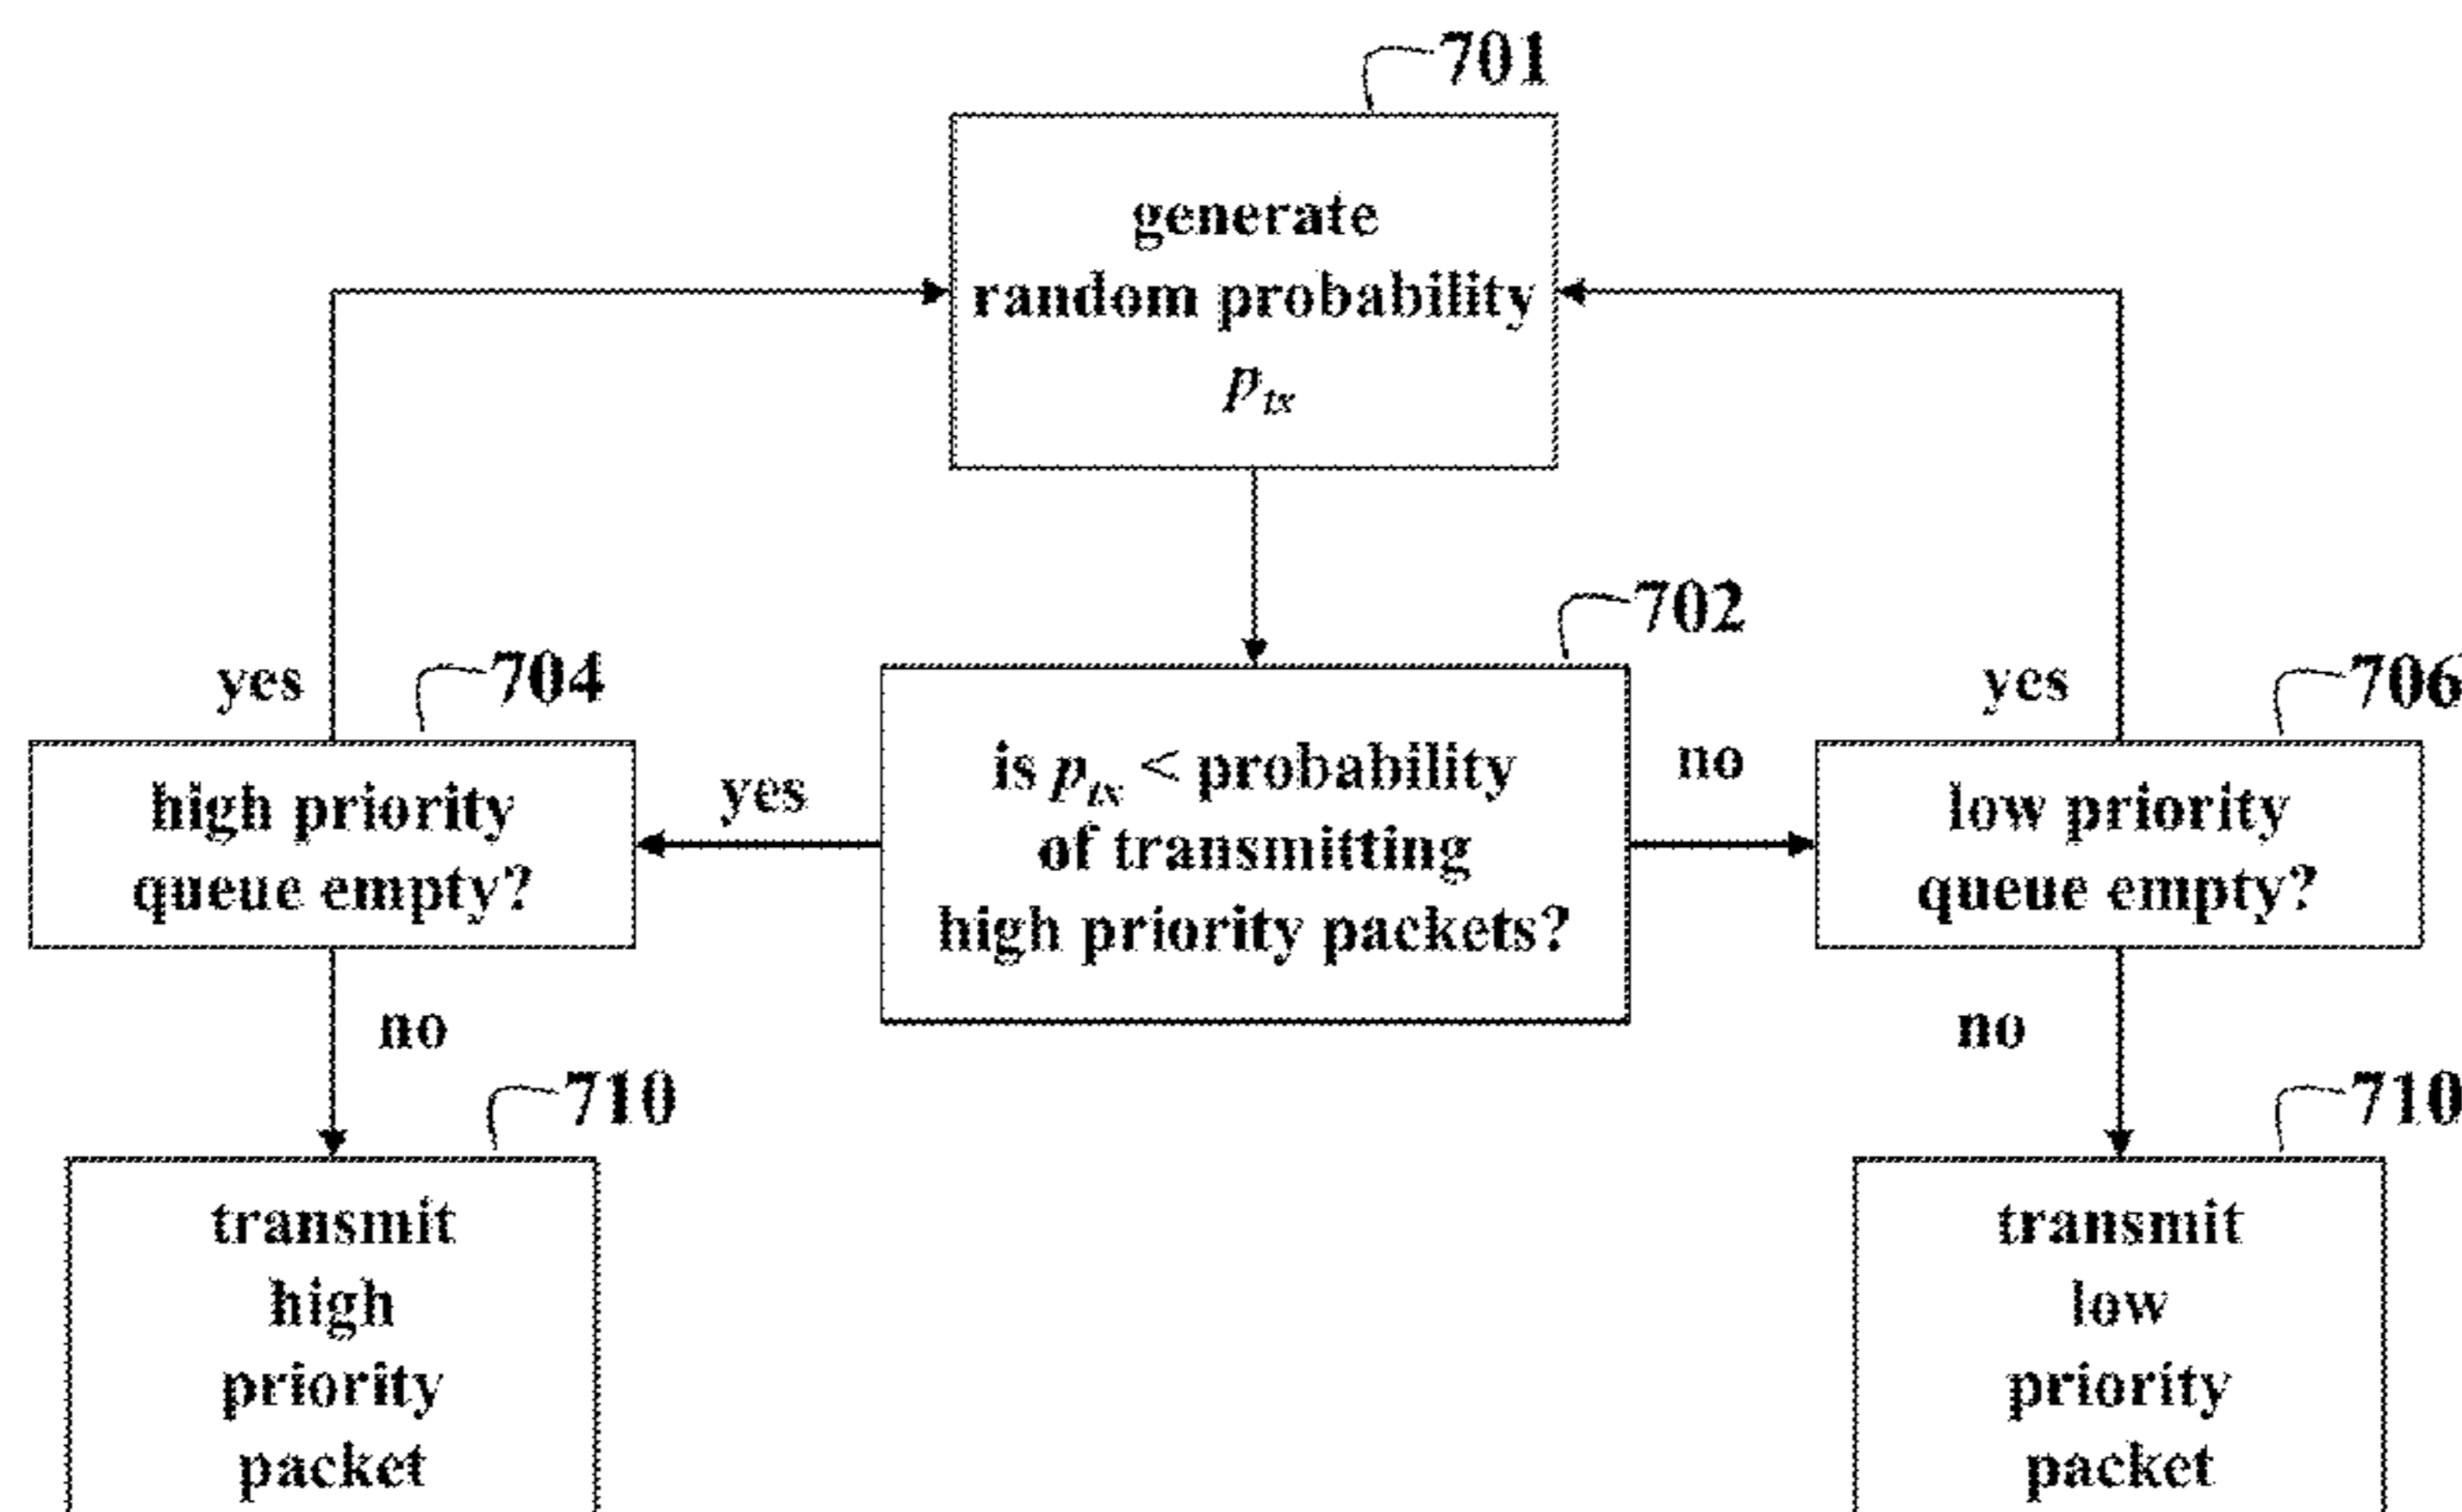 701
generate
random probability
p_tx
702
yes
704
706
yes
is p_tx < probability
of transmitting
high priority packets?
yes
no
high priority
queue empty?
low priority
queue empty?
no
no
710
710
transmit
high
priority
packet
transmit
low
priority
packet